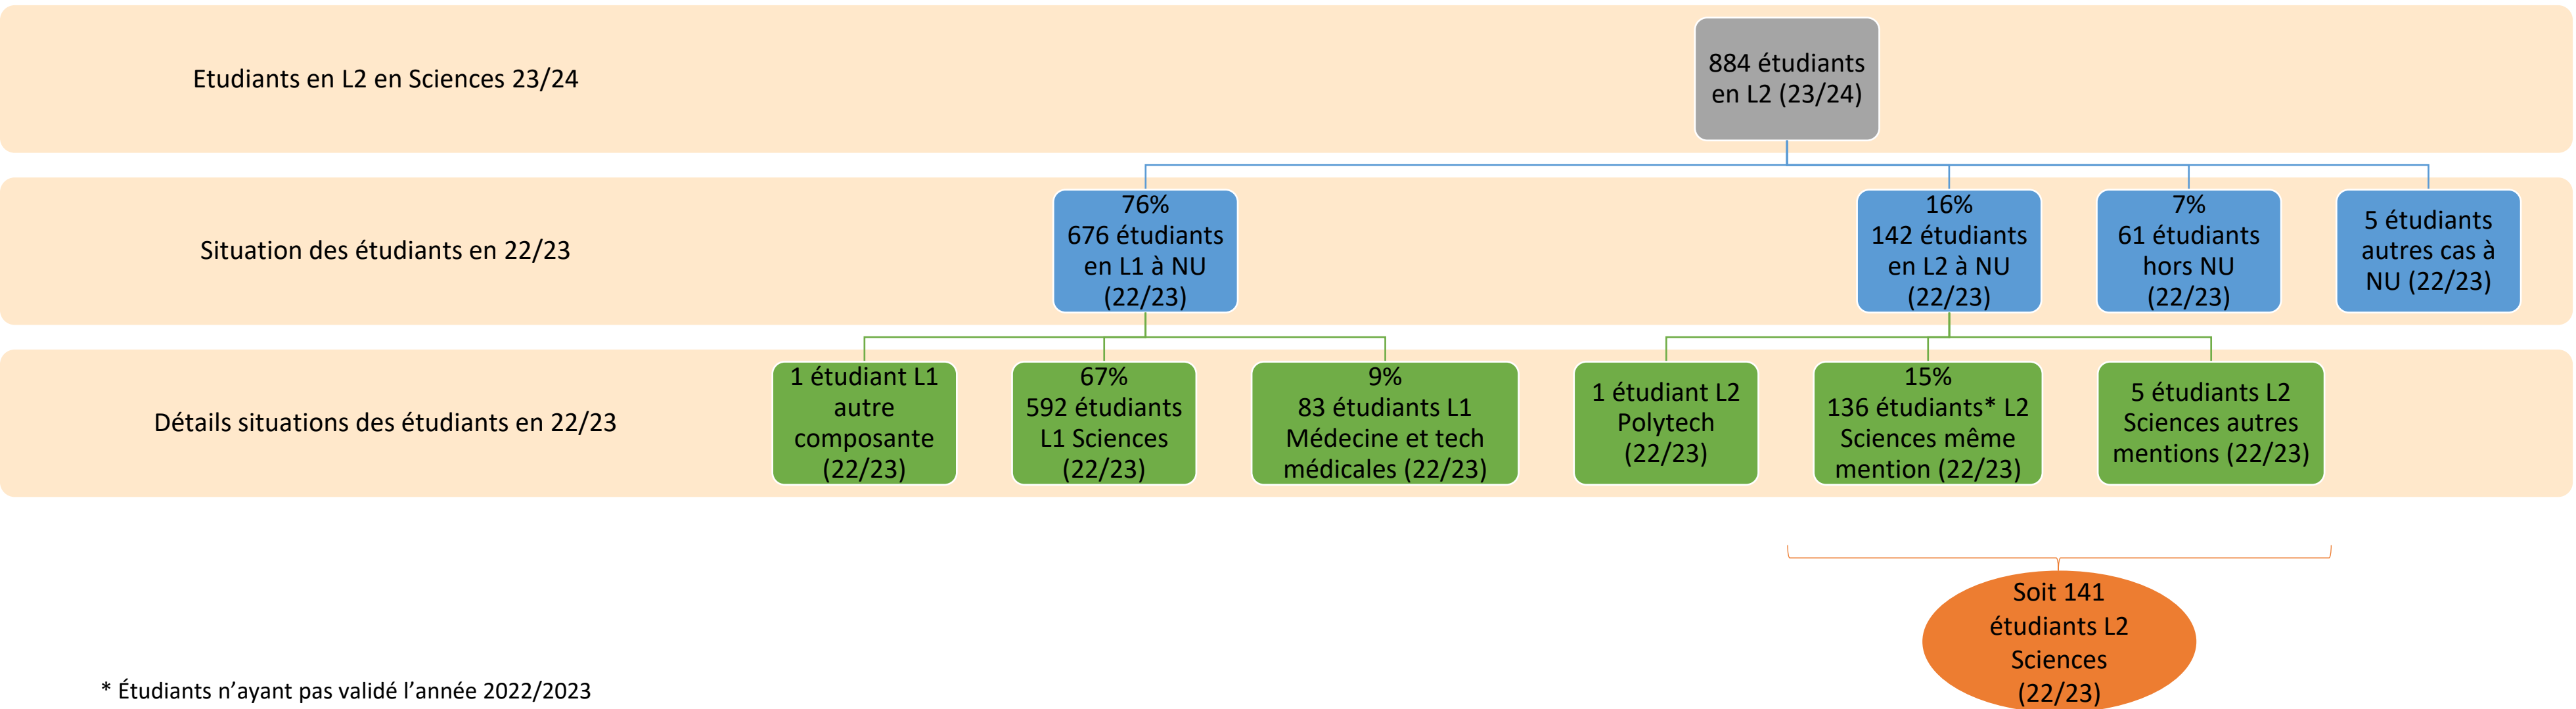 Etudiants en L2 en Sciences 23/24
884 étudiants
en L2 (23/24)
Situation des étudiants en 22/23
76%
676 étudiants
en L1 à NU
(22/23)
16%
142 étudiants
en L2 à NU
(22/23)
7%
61 étudiants
hors NU
(22/23)
5 étudiants
autres cas à
NU (22/23)
Détails situations des étudiants en 22/23
1 étudiant L1
autre
composante
(22/23)
67%
592 étudiants
L1 Sciences
(22/23)
9%
83 étudiants L1
Médecine et tech
médicales (22/23)
1 étudiant L2
Polytech
(22/23)
15%
136 étudiants* L2
Sciences même
mention (22/23)
5 étudiants L2
Sciences autres
mentions (22/23)
Soit 141
étudiants L2
Sciences
(22/23)
* Étudiants n’ayant pas validé l’année 2022/2023